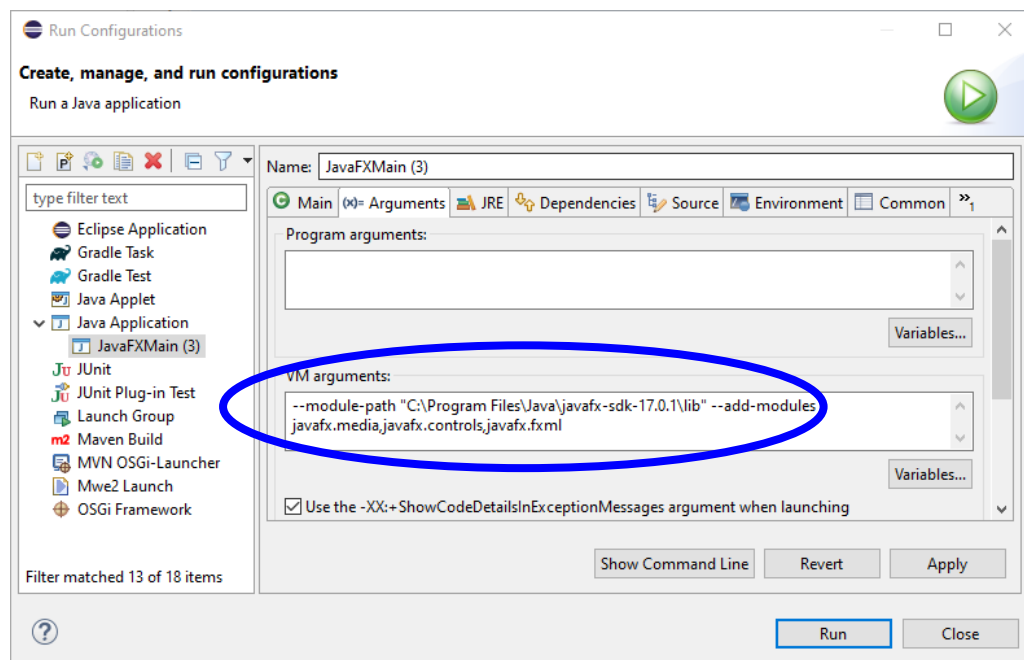 Run Configurations
Create, manage, and run configurations
Run a Java application
type filter text
Eclipse Application
Gradle Task
Gradle Test
Java Applet
Java Application
JavaFXMain (3)
Ju JUnit
JUnit Plug-in Test
Launch Group
m2 Maven Build
MVN OSGi-Launcher
Mwe2 Launch
OSGi Framework
Filter matched 13 of 18 items
Name: JavaFXMain (3)
Main (x)= Arguments JRE Dependencies Source Environment Common »1
Program arguments:
Variables...
VM arguments:
--module-path "C:\Program Files\Java\javafx-sdk-17.0.1\lib" --add-modules
javafx.media,javafx.controls,javafx.fxml
Variables...
Use the -XX:+ShowCodeDetailsInExceptionMessages argument when launching
Show Command Line Revert Apply
? Run Close